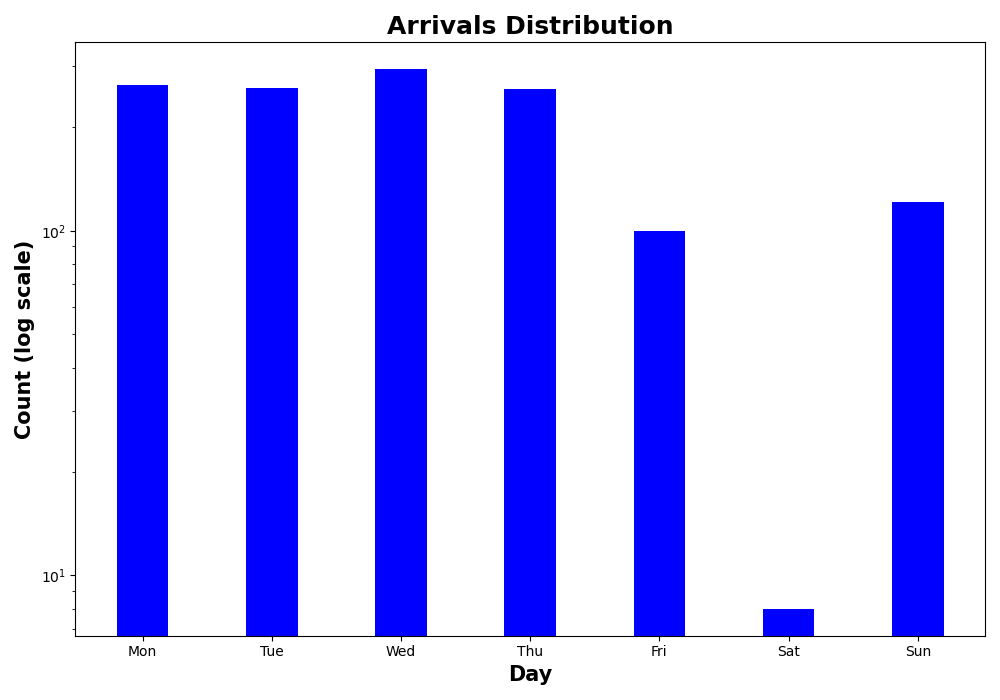 Arrivals Distribution
Count (log scale)
10²
10¹
Mon Tue Wed Thu Fri Sat Sun
Day